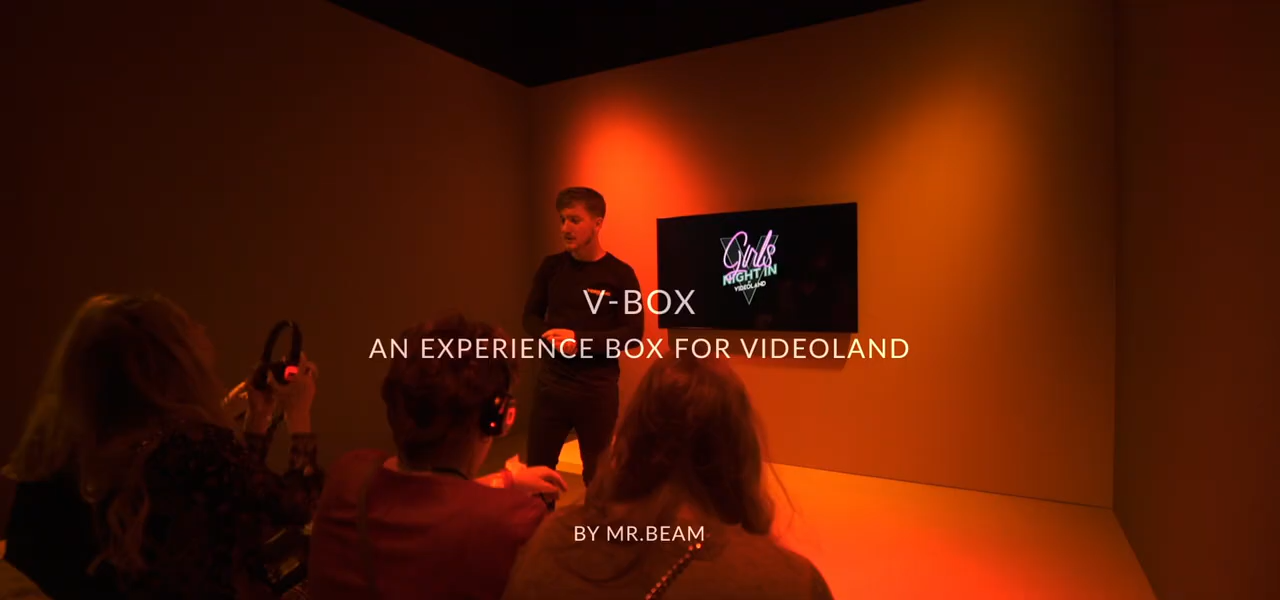 Girls
NIGHT IN
VIDEOLAND
V-BOX
AN EXPERIENCE BOX FOR VIDEOLAND
BY MR.BEAM